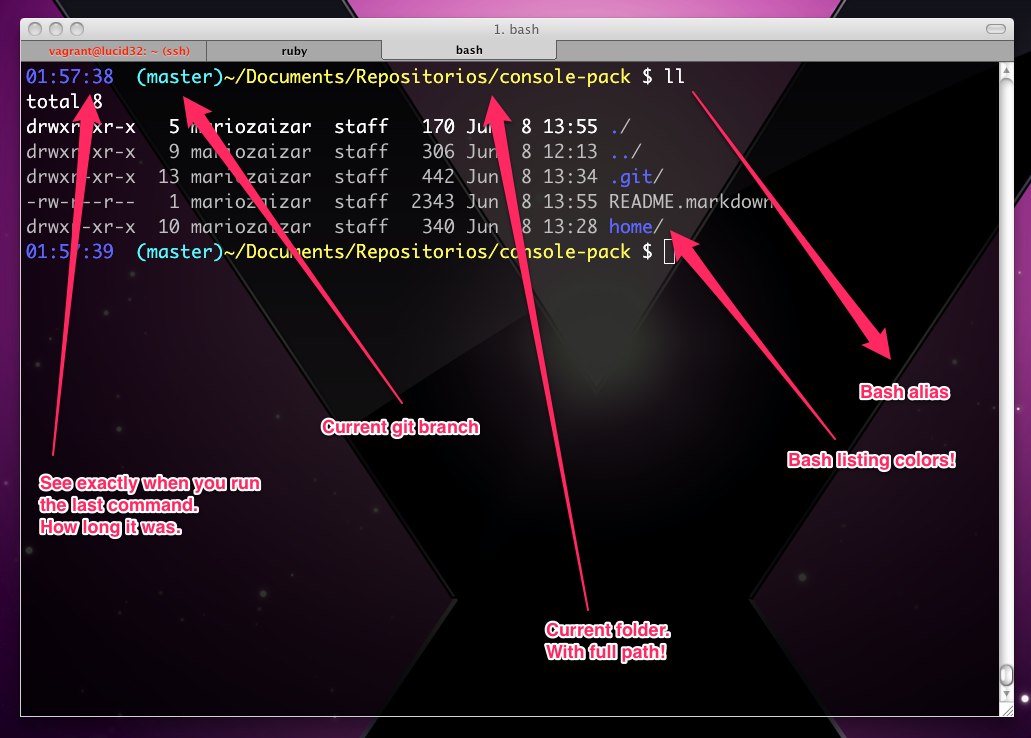 1. bash
vagrant@lucid32: ~ (ssh)
ruby
bash
01:57:38 (master)~/Documents/Repositorios/console-pack $ ll
total 8
drwxr-xr-x 5 mariozaizar staff 170 Jun 8 13:55 ./
drwxr-xr-x 9 mariozaizar staff 306 Jun 8 12:13 ../
drwxr-xr-x 13 mariozaizar staff 442 Jun 8 13:34 .git/
-rw-r--r-- 1 mariozaizar staff 2343 Jun 8 13:55 README.markdown
drwxr-xr-x 10 mariozaizar staff 340 Jun 8 13:28 home/
01:57:39 (master)~/Documents/Repositorios/console-pack $
Bash alias
Current git branch
Bash listing colors!
See exactly when you run
the last command.
How long it was.
Current folder.
With full path!